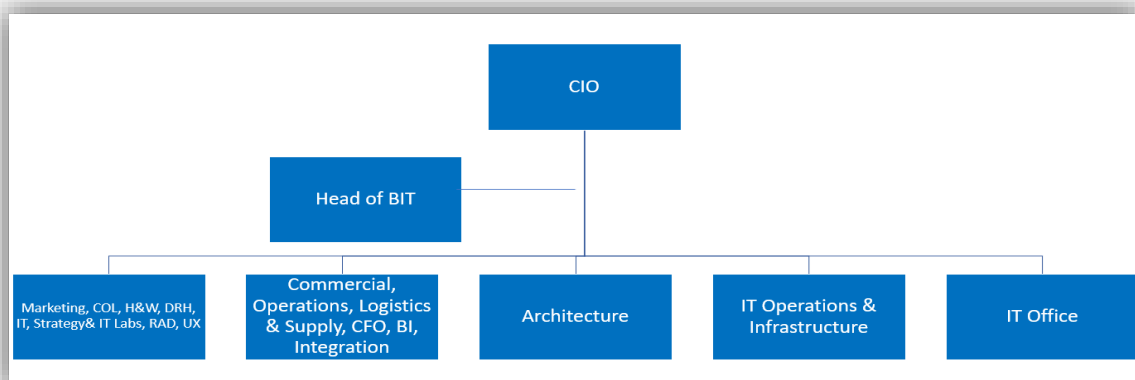 CIO
Head of BIT
Marketing, COL, H&W, DRH,
IT, Strategy& IT Labs, RAD, UX
Commercial,
Operations, Logistics
& Supply, CFO, BI,
Integration
Architecture
IT Operations &
Infrastructure
IT Office